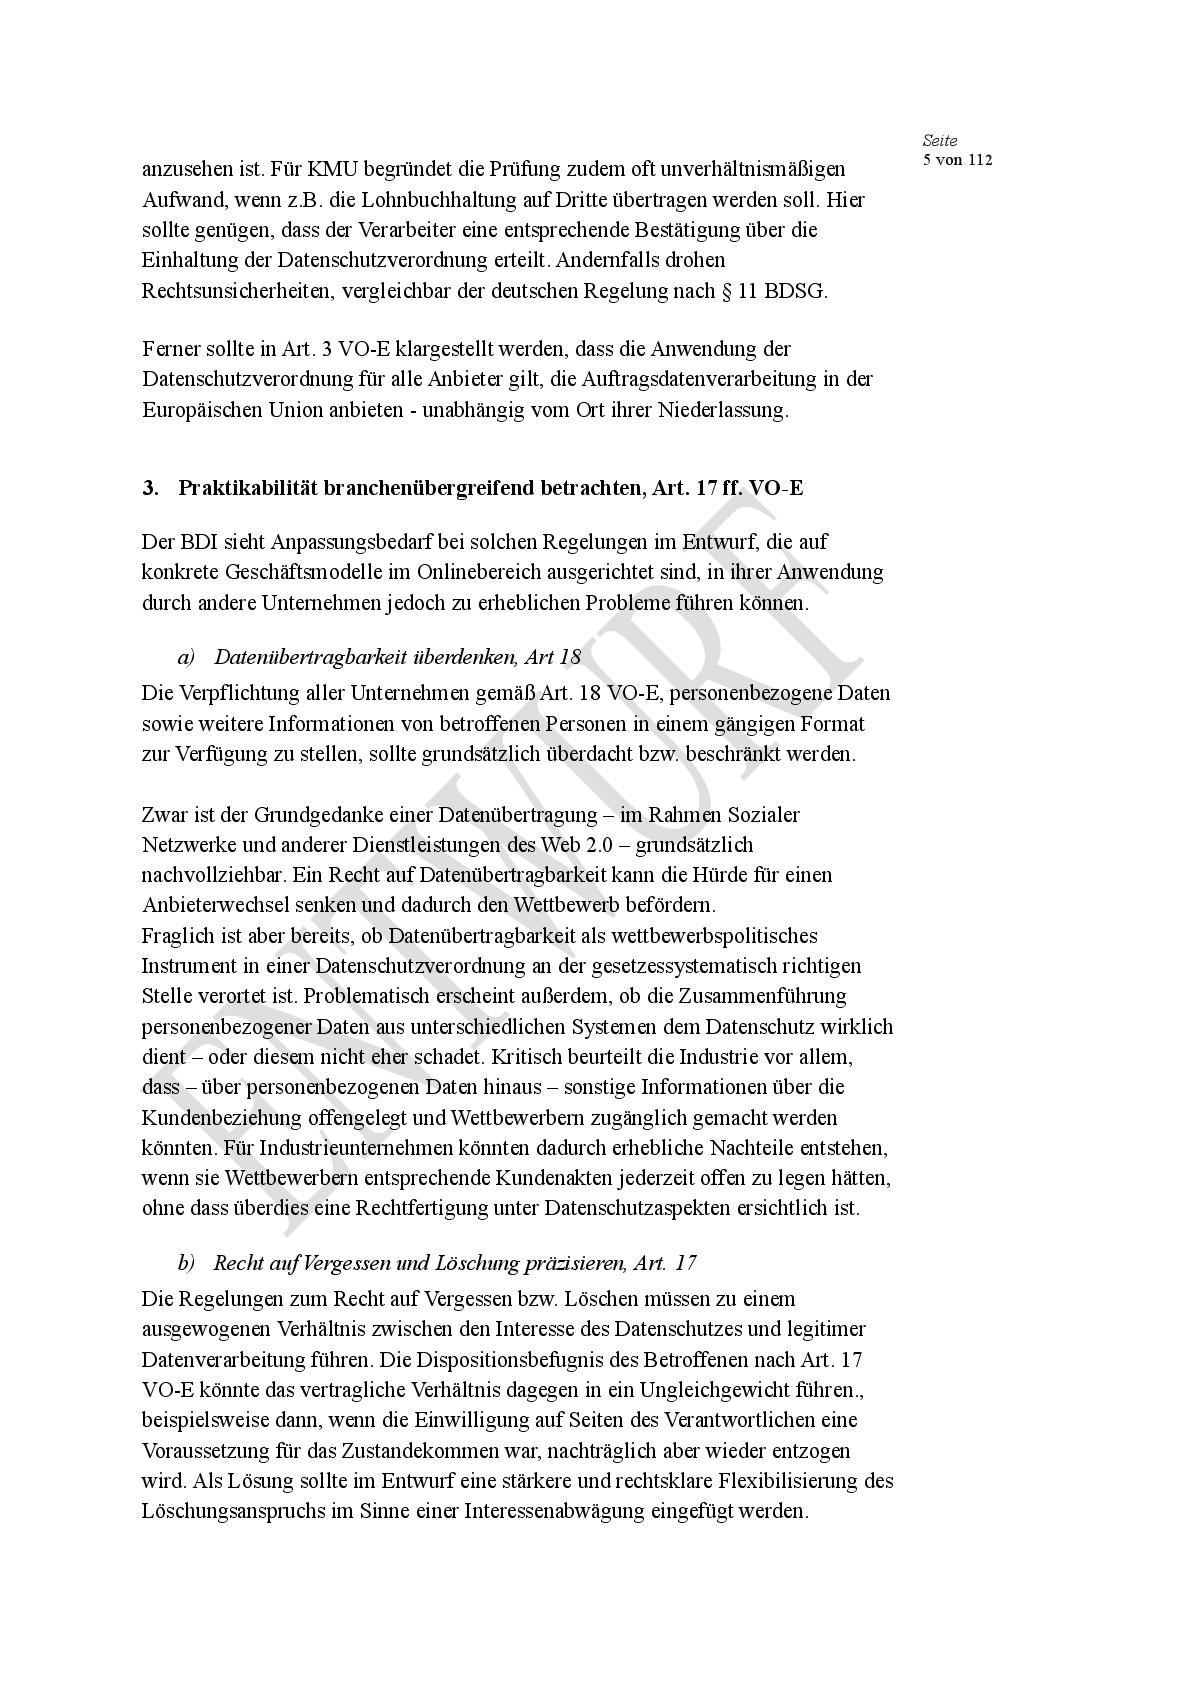 Seite
5 von 112
anzusehen ist. Für KMU begründet die Prüfung zudem oft unverhältnismäßigen
Aufwand, wenn z.B. die Lohnbuchhaltung auf Dritte übertragen werden soll. Hier
sollte genügen, dass der Verarbeiter eine entsprechende Bestätigung über die
Einhaltung der Datenschutzverordnung erteilt. Andernfalls drohen
Rechtsunsicherheiten, vergleichbar der deutschen Regelung nach § 11 BDSG.
Ferner sollte in Art. 3 VO-E klargestellt werden, dass die Anwendung der
Datenschutzverordnung für alle Anbieter gilt, die Auftragsdatenverarbeitung in der
Europäischen Union anbieten - unabhängig vom Ort ihrer Niederlassung.
3. Praktikabilität branchenübergreifend betrachten, Art. 17 ff. VO-E
Der BDI sieht Anpassungsbedarf bei solchen Regelungen im Entwurf, die auf
konkrete Geschäftsmodelle im Onlinebereich ausgerichtet sind, in ihrer Anwendung
durch andere Unternehmen jedoch zu erheblichen Probleme führen können.
a) Datenübertragbarkeit überdenken, Art 18
Die Verpflichtung aller Unternehmen gemäß Art. 18 VO-E, personenbezogene Daten
sowie weitere Informationen von betroffenen Personen in einem gängigen Format
zur Verfügung zu stellen, sollte grundsätzlich überdacht bzw. beschränkt werden.
Zwar ist der Grundgedanke einer Datenübertragung – im Rahmen Sozialer
Netzwerke und anderer Dienstleistungen des Web 2.0 – grundsätzlich
nachvollziehbar. Ein Recht auf Datenübertragbarkeit kann die Hürde für einen
Anbieterwechsel senken und dadurch den Wettbewerb befördern.
Fraglich ist aber bereits, ob Datenübertragbarkeit als wettbewerbspolitisches
Instrument in einer Datenschutzverordnung an der gesetzessystematisch richtigen
Stelle verortet ist. Problematisch erscheint außerdem, ob die Zusammenführung
personenbezogener Daten aus unterschiedlichen Systemen dem Datenschutz wirklich
dient – oder diesem nicht eher schadet. Kritisch beurteilt die Industrie vor allem,
dass – über personenbezogenen Daten hinaus – sonstige Informationen über die
Kundenbeziehung offengelegt und Wettbewerbern zugänglich gemacht werden
könnten. Für Industrieunternehmen könnten dadurch erhebliche Nachteile entstehen,
wenn sie Wettbewerbern entsprechende Kundenakten jederzeit offen zu legen hätten,
ohne dass überdies eine Rechtfertigung unter Datenschutzaspekten ersichtlich ist.
b) Recht auf Vergessen und Löschung präzisieren, Art. 17
Die Regelungen zum Recht auf Vergessen bzw. Löschen müssen zu einem
ausgewogenen Verhältnis zwischen den Interesse des Datenschutzes und legitimer
Datenverarbeitung führen. Die Dispositionsbefugnis des Betroffenen nach Art. 17
VO-E könnte das vertragliche Verhältnis dagegen in ein Ungleichgewicht führen.,
beispielsweise dann, wenn die Einwilligung auf Seiten des Verantwortlichen eine
Voraussetzung für das Zustandekommen war, nachträglich aber wieder entzogen
wird. Als Lösung sollte im Entwurf eine stärkere und rechtsklare Flexibilisierung des
Löschungsanspruchs im Sinne einer Interessenabwägung eingefügt werden.
ENTWURF